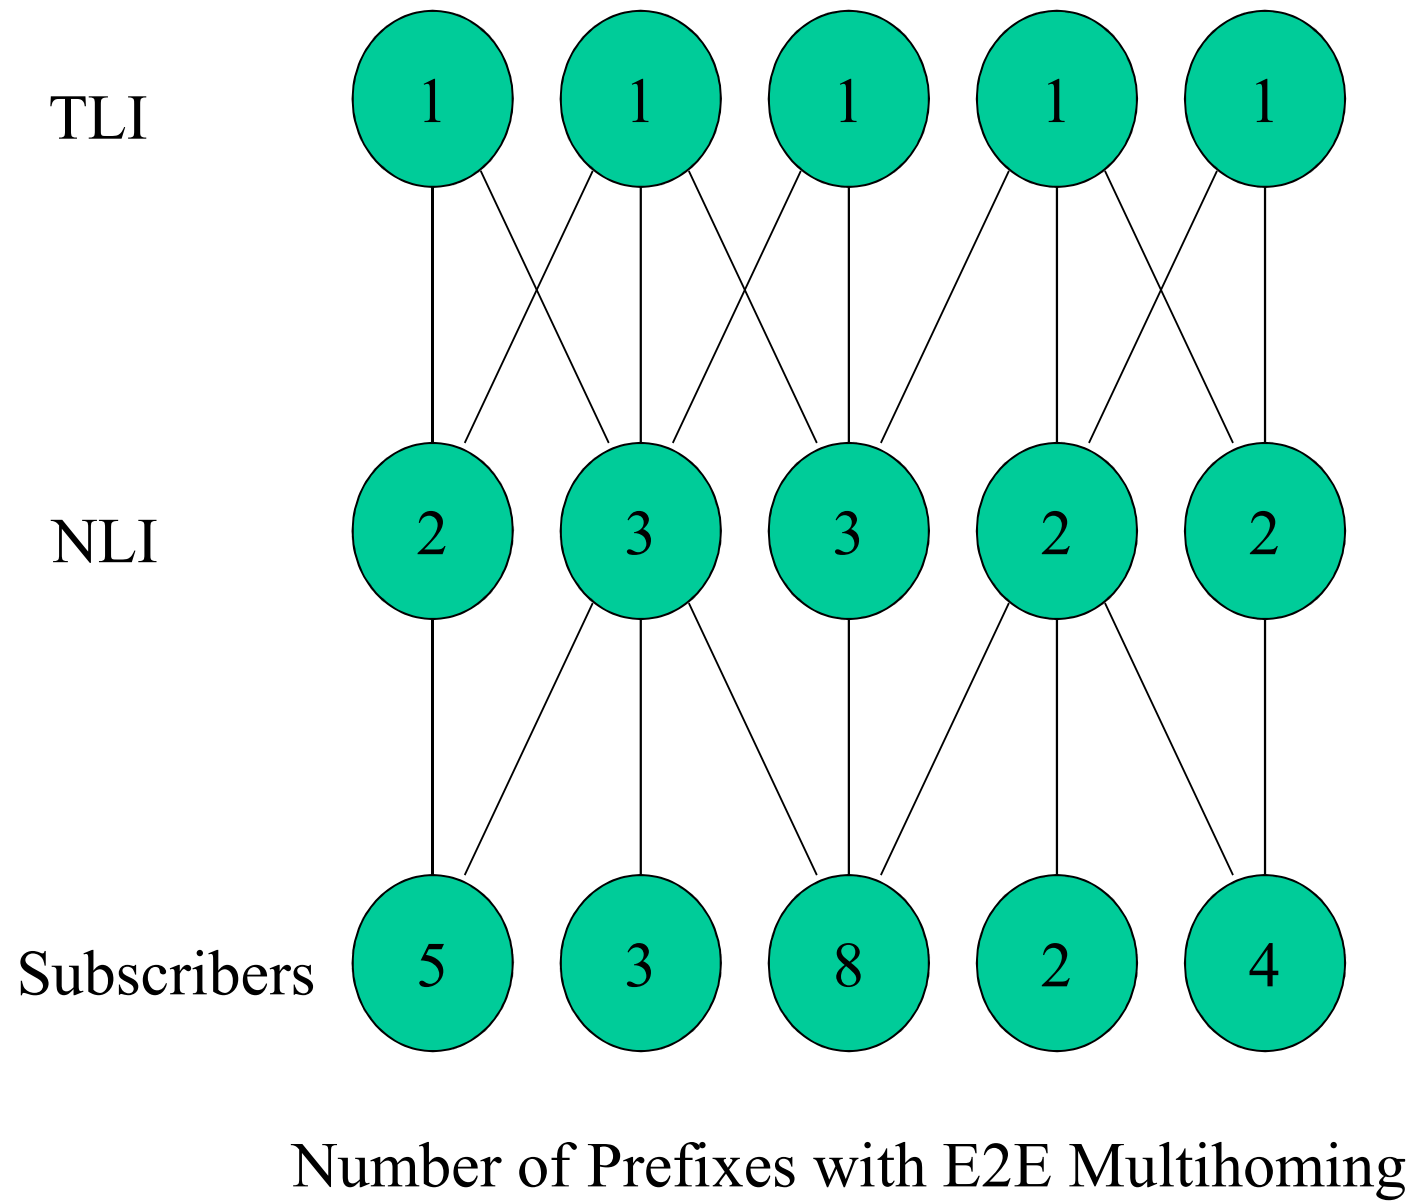 TLI 1 1 1 1 1
NLI 2 3 3 2 2
Subscribers 5 3 8 2 4
Number of Prefixes with E2E Multihoming